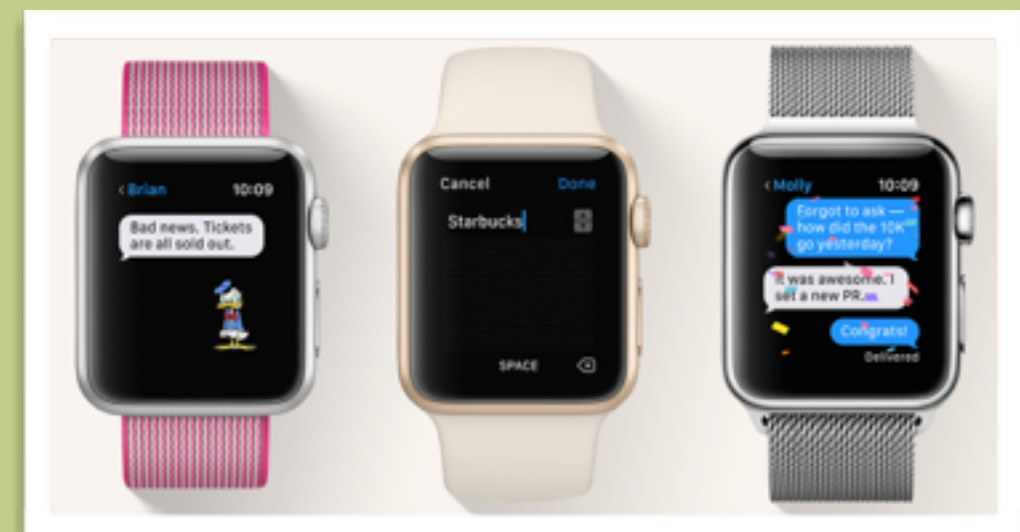 < Brian 10:09
Bad news. Tickets
are all sold out.
Cancel Done
Starbucks
SPACE
< Molly 10:09
Forgot to ask —
how did the 10K
go yesterday?
It was awesome. I
set a new PR.
Congrats!
Delivered